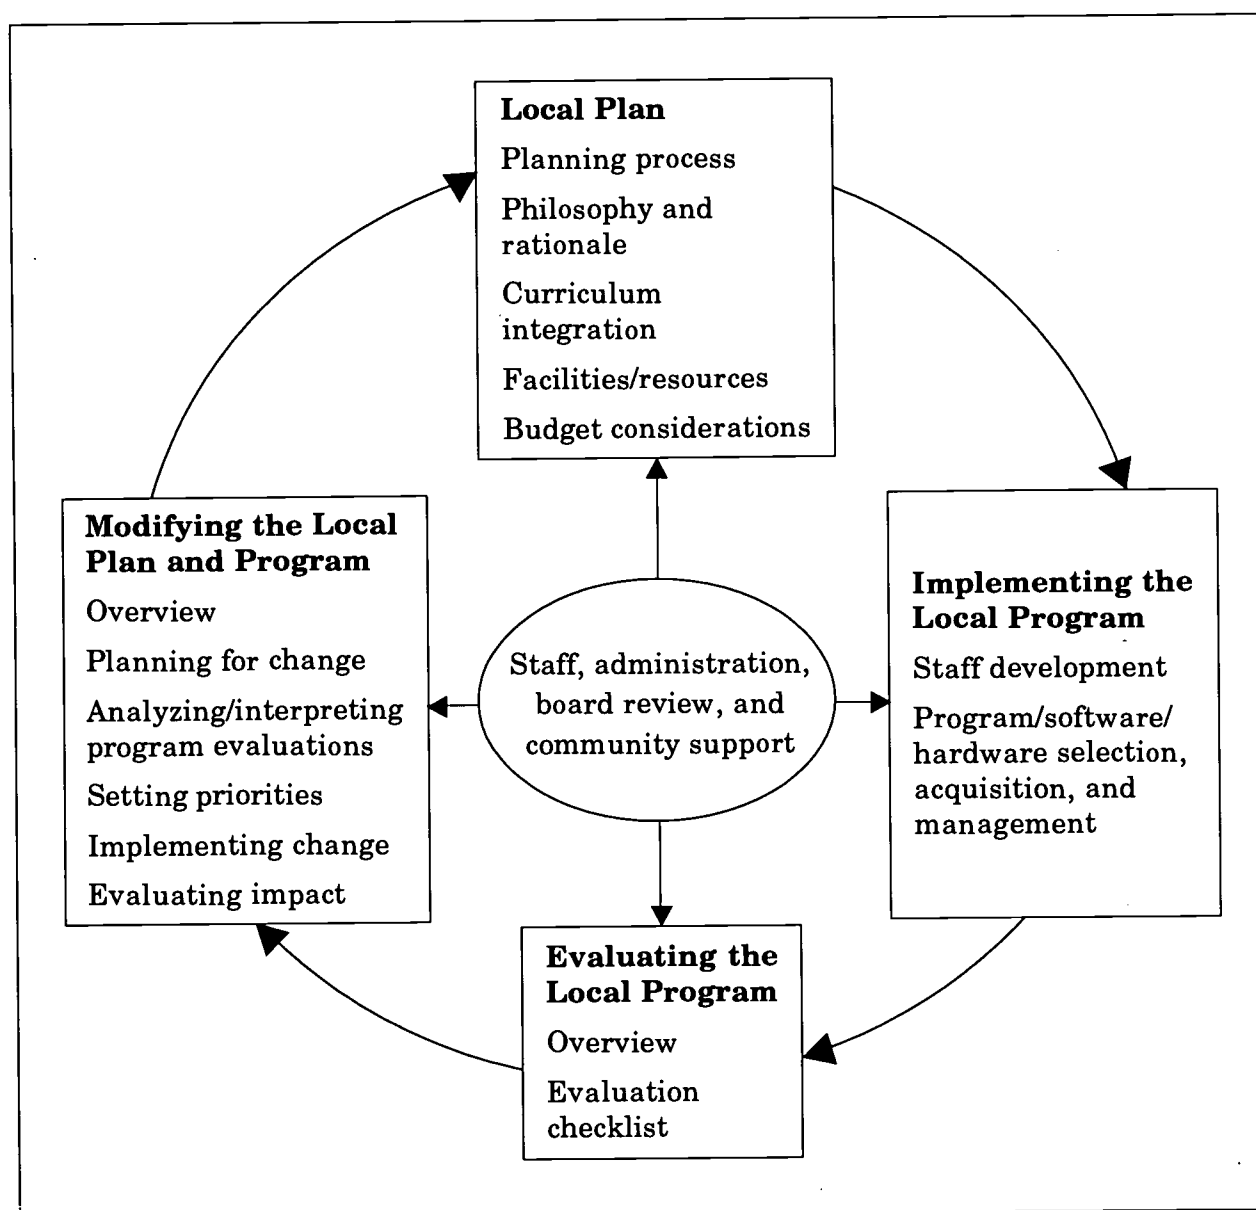 Local Plan
Planning process
Philosophy and
rationale
Curriculum
integration
Facilities/resources
Budget considerations
Modifying the Local
Plan and Program
Overview
Planning for change
Analyzing/interpreting
program evaluations
Setting priorities
Implementing change
Evaluating impact
Staff, administration,
board review, and
community support
Implementing the
Local Program
Staff development
Program/software/
hardware selection,
acquisition, and
management
Evaluating the
Local Program
Overview
Evaluation
checklist